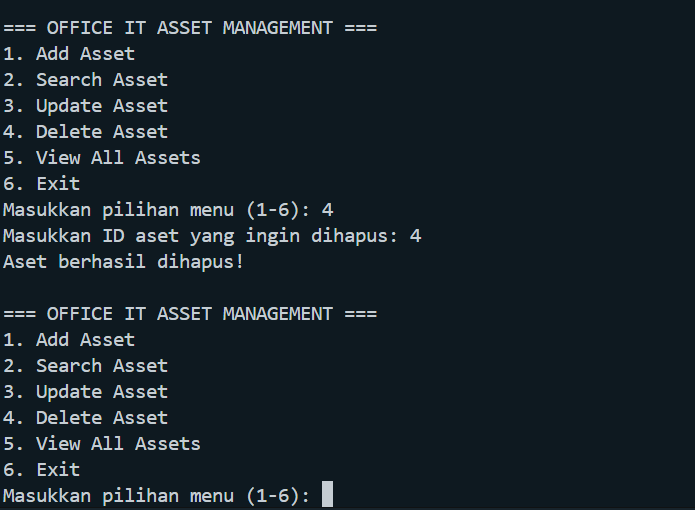 === OFFICE IT ASSET MANAGEMENT ===
1. Add Asset
2. Search Asset
3. Update Asset
4. Delete Asset
5. View All Assets
6. Exit
Masukkan pilihan menu (1-6): 4
Masukkan ID aset yang ingin dihapus: 4
Aset berhasil dihapus!
=== OFFICE IT ASSET MANAGEMENT ===
1. Add Asset
2. Search Asset
3. Update Asset
4. Delete Asset
5. View All Assets
6. Exit
Masukkan pilihan menu (1-6):